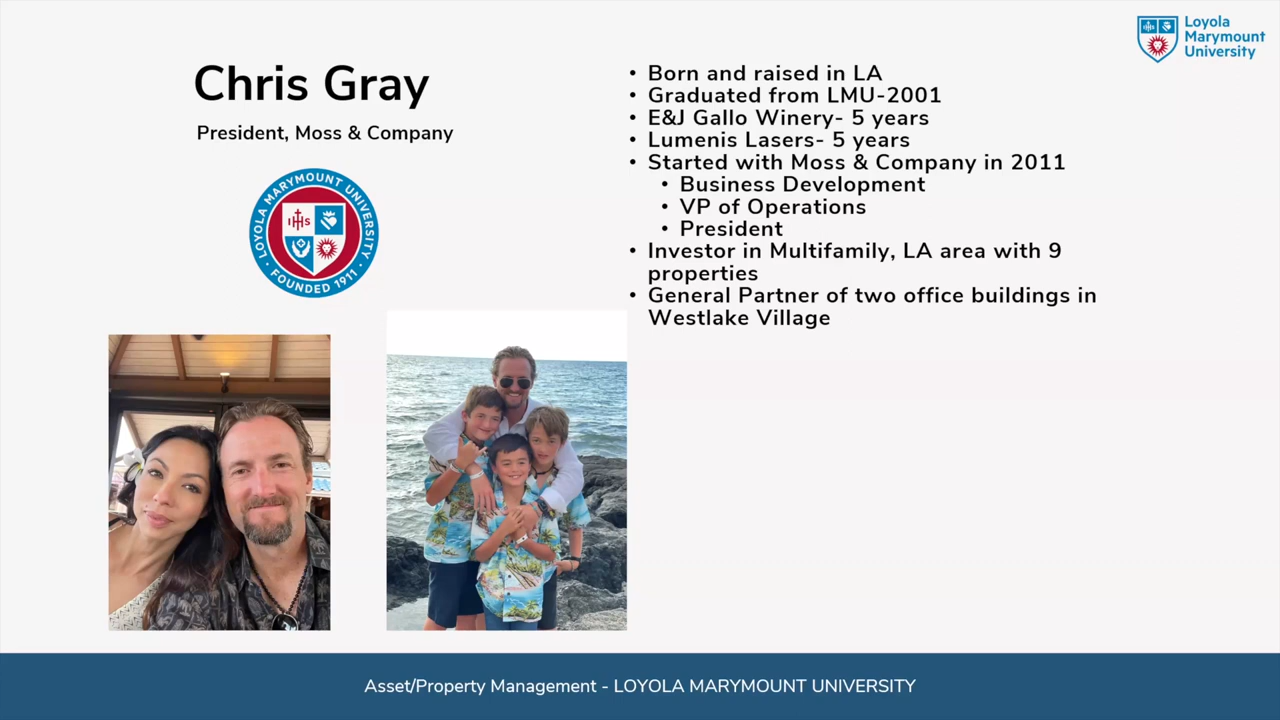 Loyola
Marymount
University
Chris Gray
President, Moss & Company
LOYOLA MARYMOUNT UNIVERSITY
IHS
• FOUNDED 1911 •
• Born and raised in LA
• Graduated from LMU-2001
• E&J Gallo Winery- 5 years
• Lumenis Lasers- 5 years
• Started with Moss & Company in 2011
• Business Development
• VP of Operations
• President
• Investor in Multifamily, LA area with 9
properties
• General Partner of two office buildings in
Westlake Village
Asset/Property Management - LOYOLA MARYMOUNT UNIVERSITY